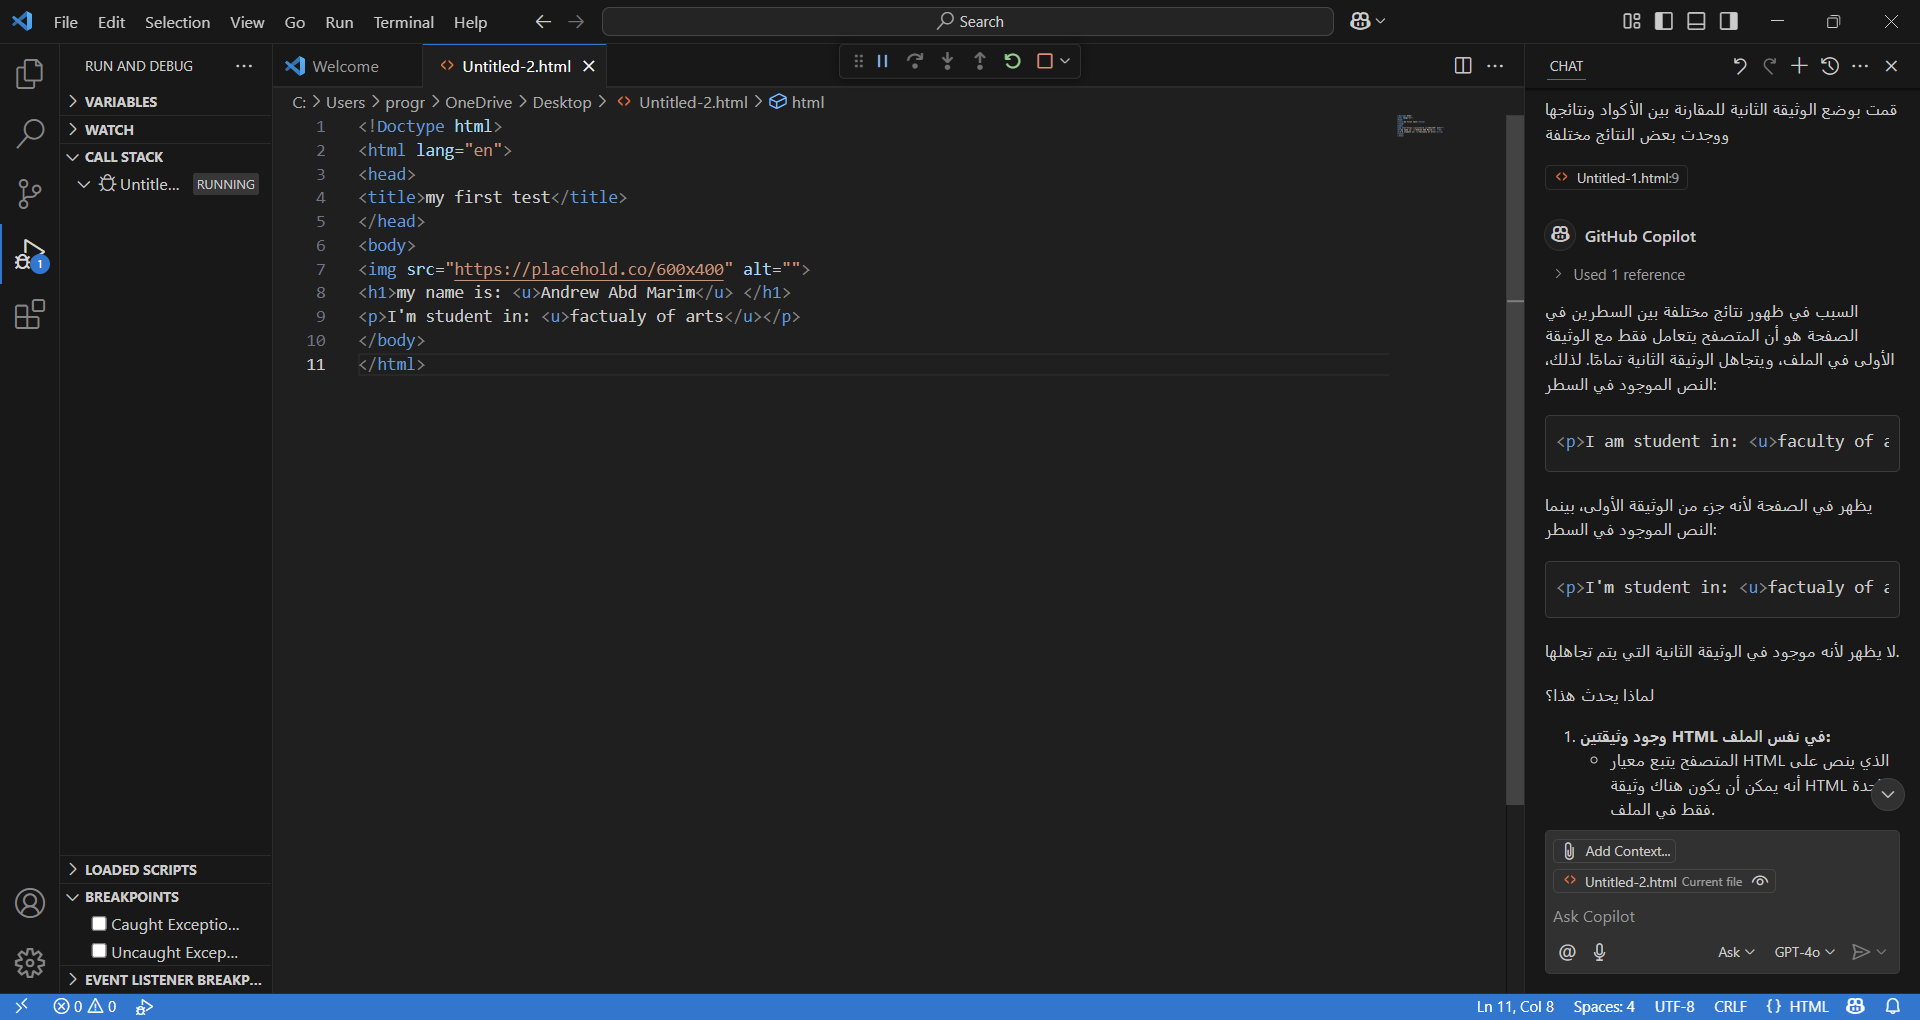 File Edit Selection View Go Run Terminal Help
Search
RUN AND DEBUG
VARIABLES
WATCH
CALL STACK
Untitle... RUNNING
1
LOADED SCRIPTS
BREAKPOINTS
Caught Exceptio...
Uncaught Excep...
EVENT LISTENER BREAKP...
Welcome
Untitled-2.html
C: > Users > progr > OneDrive > Desktop > Untitled-2.html > html
1 <!Doctype html>
2 <html lang="en">
3 <head>
4 <title>my first test</title>
5 </head>
6 <body>
7 <img src="https://placehold.co/600x400" alt="">
8 <h1>my name is: <u>Andrew Abd Marim</u> </h1>
9 <p>I'm student in: <u>factualy of arts</u></p>
10 </body>
11 </html>
CHAT
قمت بوضع الوثيقة الثانية للمقارنة بين الأكواد ونتائجها
ووجدت بعض النتائج مختلفة
Untitled-1.html:9
GitHub Copilot
Used 1 reference
السبب في ظهور نتائج مختلفة بين السطرين في
الصفحة هو أن المتصفح يتعامل فقط مع الوثيقة
الأولى في الملف، ويتجاهل الوثيقة الثانية تمامًا. لذلك،
النص الموجود في السطر:
<p>I am student in: <u>faculty of a
يظهر في الصفحة لأنه جزء من الوثيقة الأولى، بينما
النص الموجود في السطر:
<p>I'm student in: <u>factualy of a
لا يظهر لأنه موجود في الوثيقة الثانية التي يتم تجاهلها.
لماذا يحدث هذا؟
1. وجود وثيقتين HTML في نفس الملف:
المتصفح يتبع معيار HTML الذي ينص على
أنه يمكن أن يكون هناك وثيقة HTML
فقط في الملف.
Add Context...
Untitled-2.html Current file
Ask Copilot
Ask GPT-4o
0 0
Ln 11, Col 8 Spaces: 4 UTF-8 CRLF {} HTML